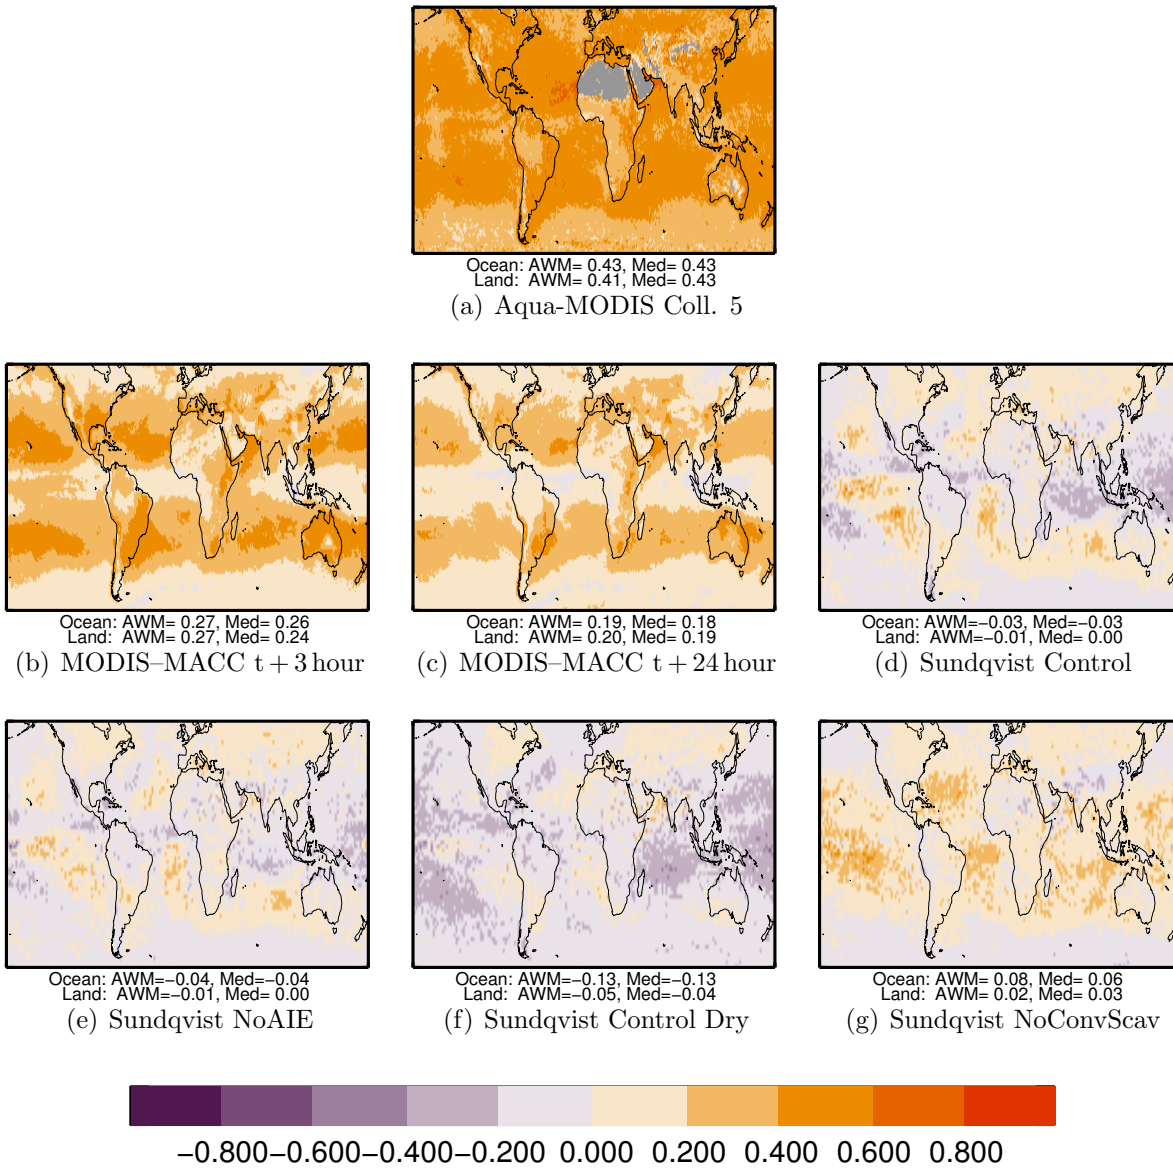 Ocean: AWM= 0.43, Med= 0.43
Land: AWM= 0.41, Med= 0.43
(a) Aqua-MODIS Coll. 5
Ocean: AWM= 0.27, Med= 0.26
Land: AWM= 0.27, Med= 0.24
(b) MODIS–MACC t + 3 hour
Ocean: AWM= 0.19, Med= 0.18
Land: AWM= 0.20, Med= 0.19
(c) MODIS–MACC t + 24 hour
Ocean: AWM=−0.03, Med=−0.03
Land: AWM=−0.01, Med= 0.00
(d) Sundqvist Control
Ocean: AWM=−0.04, Med=−0.04
Land: AWM=−0.01, Med= 0.00
(e) Sundqvist NoAIE
Ocean: AWM=−0.13, Med=−0.13
Land: AWM=−0.05, Med=−0.04
(f) Sundqvist Control Dry
Ocean: AWM= 0.08, Med= 0.06
Land: AWM= 0.02, Med= 0.03
(g) Sundqvist NoConvScav
−0.800−0.600−0.400−0.200 0.000 0.200 0.400 0.600 0.800